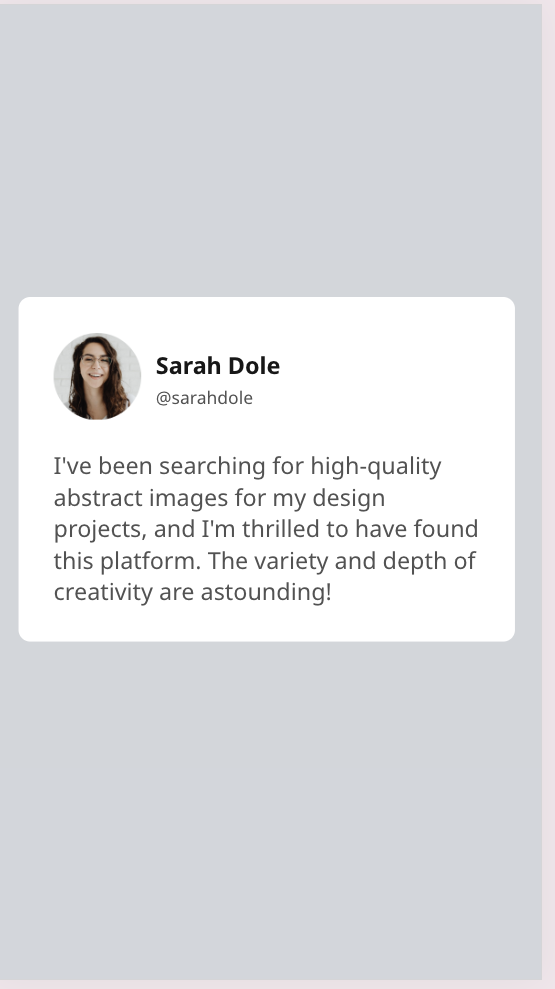 Sarah Dole
@sarahdole
I've been searching for high-quality
abstract images for my design
projects, and I'm thrilled to have found
this platform. The variety and depth of
creativity are astounding!